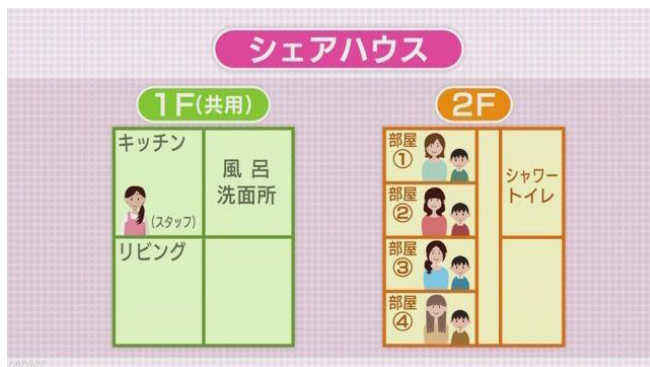 シェアハウス
1F(共用)
キッチン
(スタッフ)
風呂
洗面所
リビング
2F
部屋
①
部屋
②
部屋
③
部屋
④
シャワー
トイレ